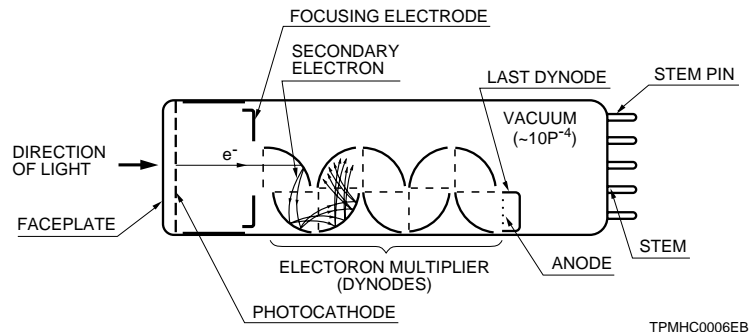 FOCUSING ELECTRODE
SECONDARY
ELECTRON
LAST DYNODE
STEM PIN
VACUUM
(~10P⁻⁴)
DIRECTION
OF LIGHT
e⁻
FACEPLATE
STEM
ELECTORON MULTIPLIER
(DYNODES)
ANODE
PHOTOCATHODE
TPMHC0006EB